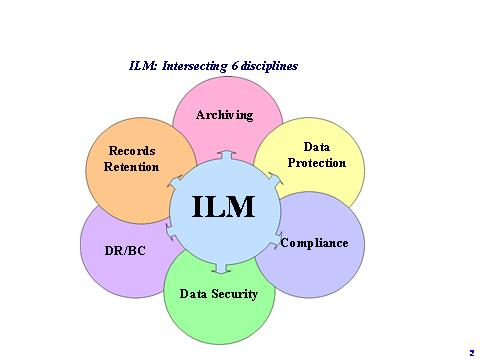 ILM: Intersecting 6 disciplines
Archiving
Records
Retention
Data
Protection
ILM
DR/BC
Compliance
Data Security
2